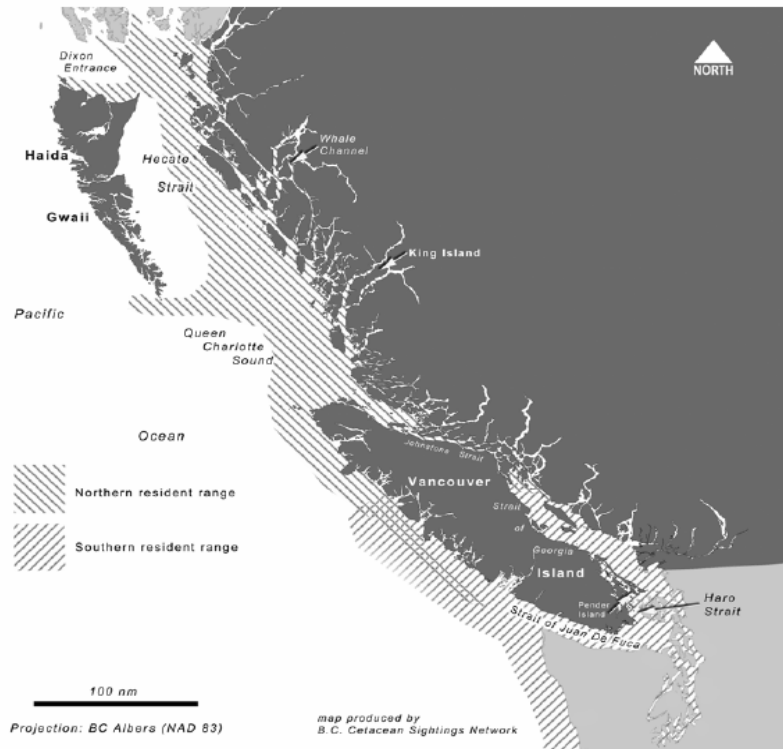 Dixon
Entrance
NORTH
Haida
Gwaii
Hecate
Strait
Whale
Channel
King Island
Pacific
Queen
Charlotte
Sound
Ocean
Johnstone Strait
Vancouver
Northern resident range
Strait
of
Georgia
Southern resident range
Island
Pender
Island
Haro
Strait
Strait of Juan De Fuca
100 nm
Projection: BC Albers (NAD 83)
map produced by
B.C. Cetacean Sightings Network